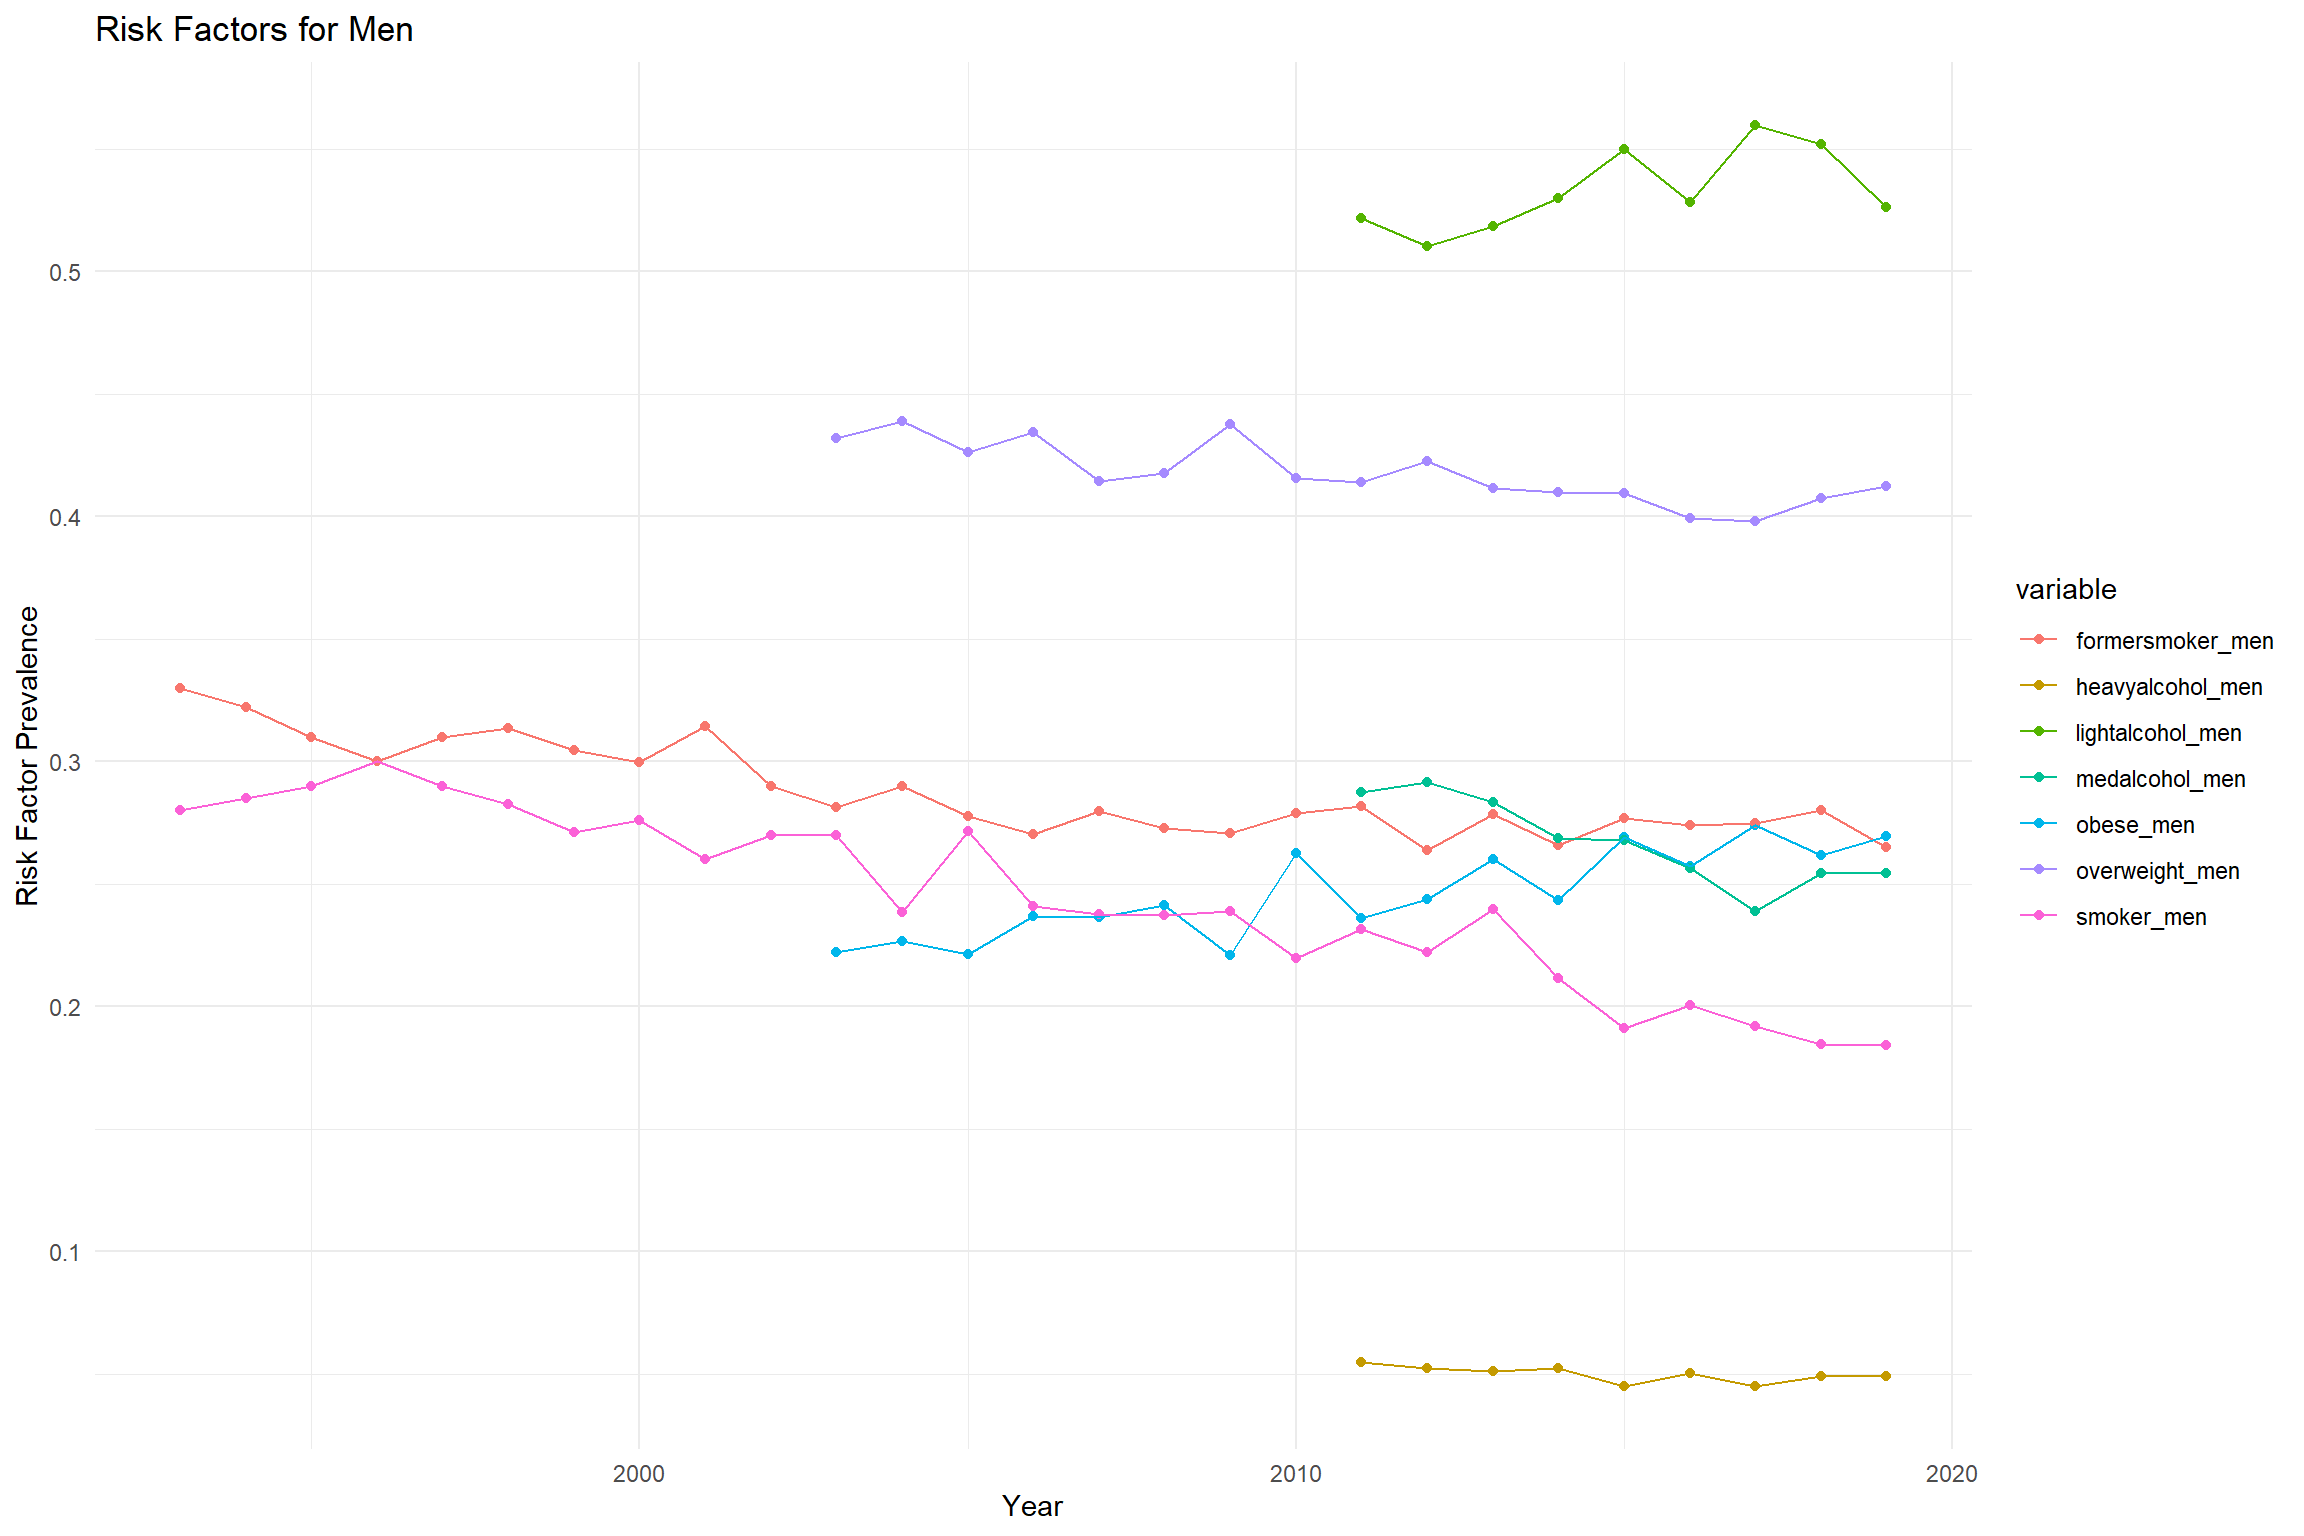 Risk Factors for Men
Risk Factor Prevalence
0.5
0.4
0.3
0.2
0.1
2000
2010
2020
Year
variable
formersmoker_men
heavyalcohol_men
lightalcohol_men
medalcohol_men
obese_men
overweight_men
smoker_men